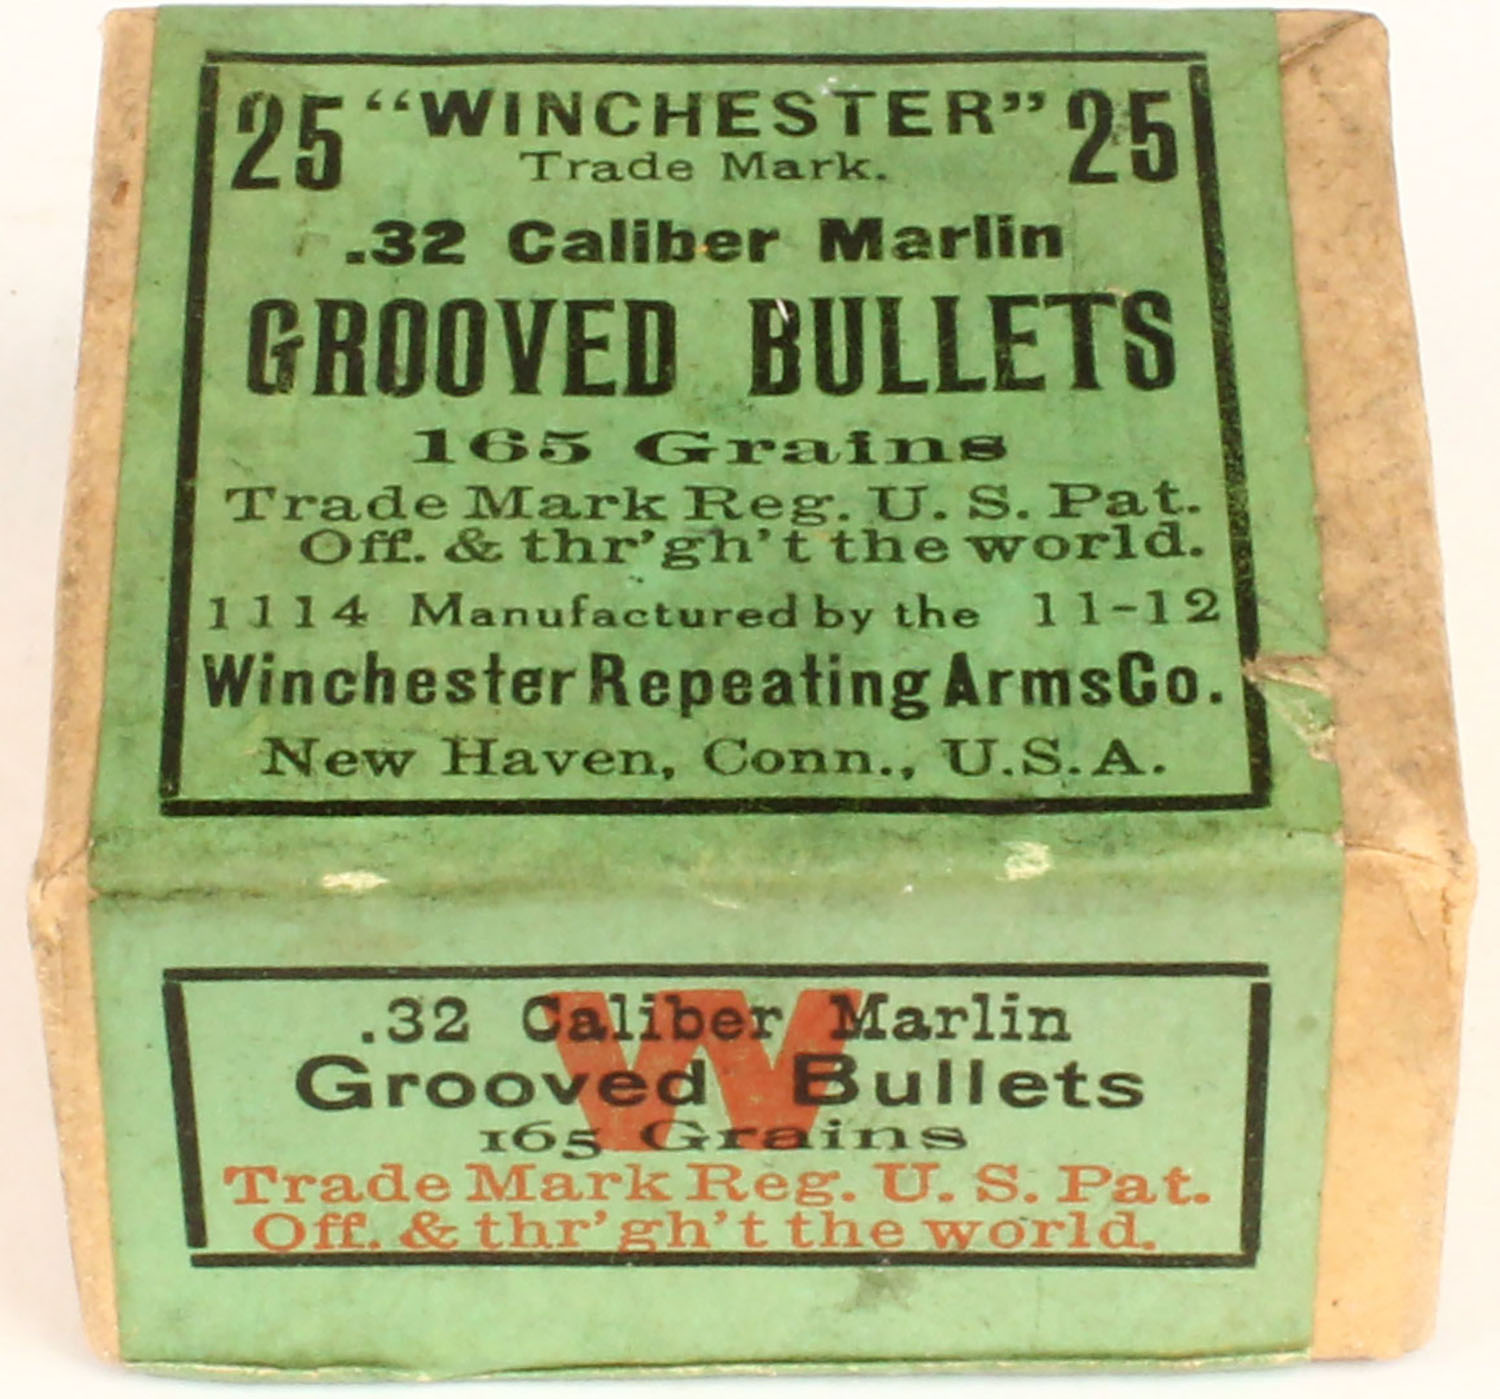 25 “WINCHESTER” 25
Trade Mark.
.32 Caliber Marlin
GROOVED BULLETS
165 Grains
Trade Mark Reg. U. S. Pat.
Off. & thr’gh’t the world.
1114 Manufactured by the 11-12
Winchester Repeating Arms Co.
New Haven, Conn., U.S.A.
W
.32 Caliber Marlin
Grooved Bullets
165 Grains
Trade Mark Reg. U. S. Pat.
Off. & thr’gh’t the world.